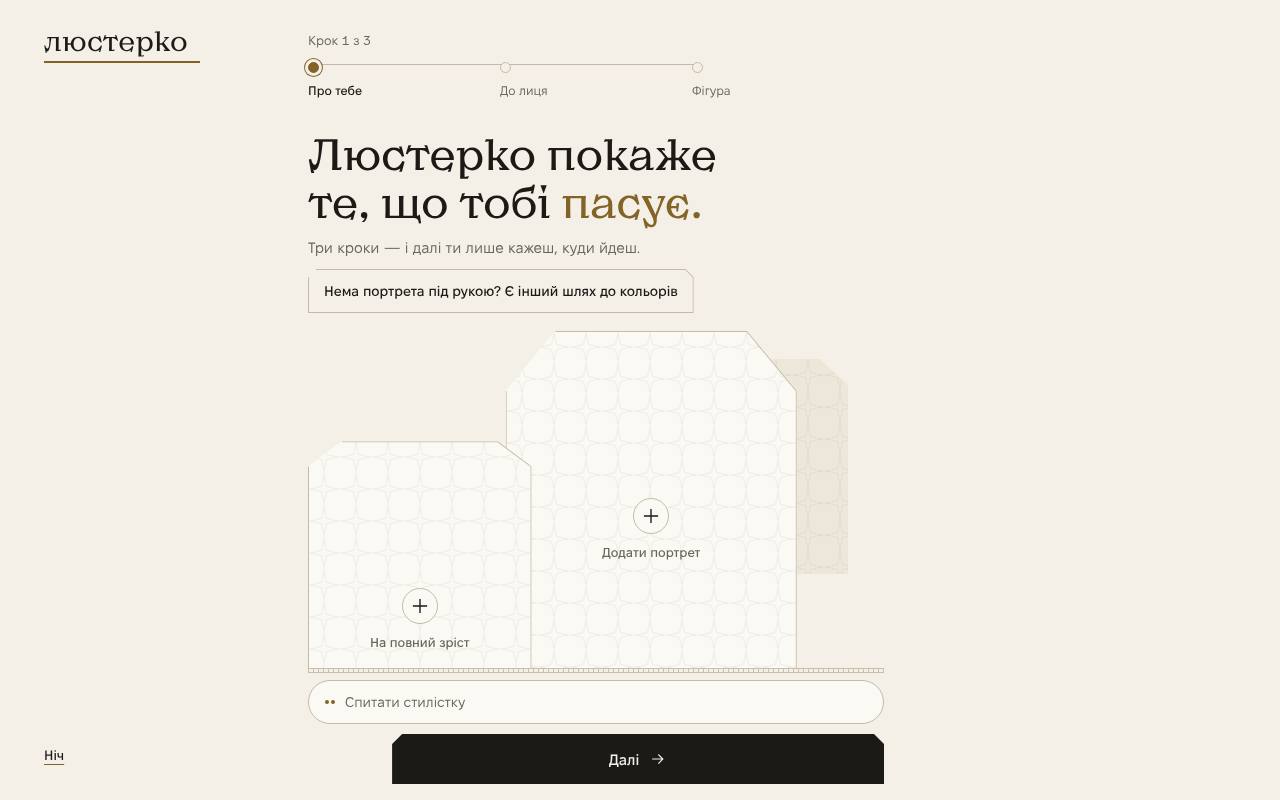 люстерко
Крок 1 з 3
Про тебе
До лиця
Фігура
Люстерко покаже
те, що тобі пасує.
Три кроки — і далі ти лише кажеш, куди йдеш.
Нема портрета під рукою? Є інший шлях до кольорів
Додати портрет
На повний зріст
Спитати стилістку
Ніч
Далі →